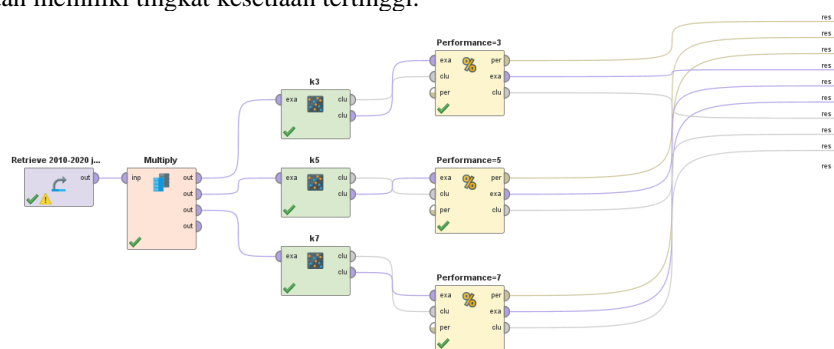 dan memiliki tingkat kesetiaan tertinggi.
res
Performance=3
res
exa per
res
clu exa
res
per clu
k3
res
exa clu
res
clu
res
Retrieve 2010-2020 j...
Multiply
k5
Performance=5
res
out
inp out
exa clu
exa per
res
out
clu
clu exa
res
out
per clu
out
k7
exa clu
clu
Performance=7
exa per
clu exa
per clu